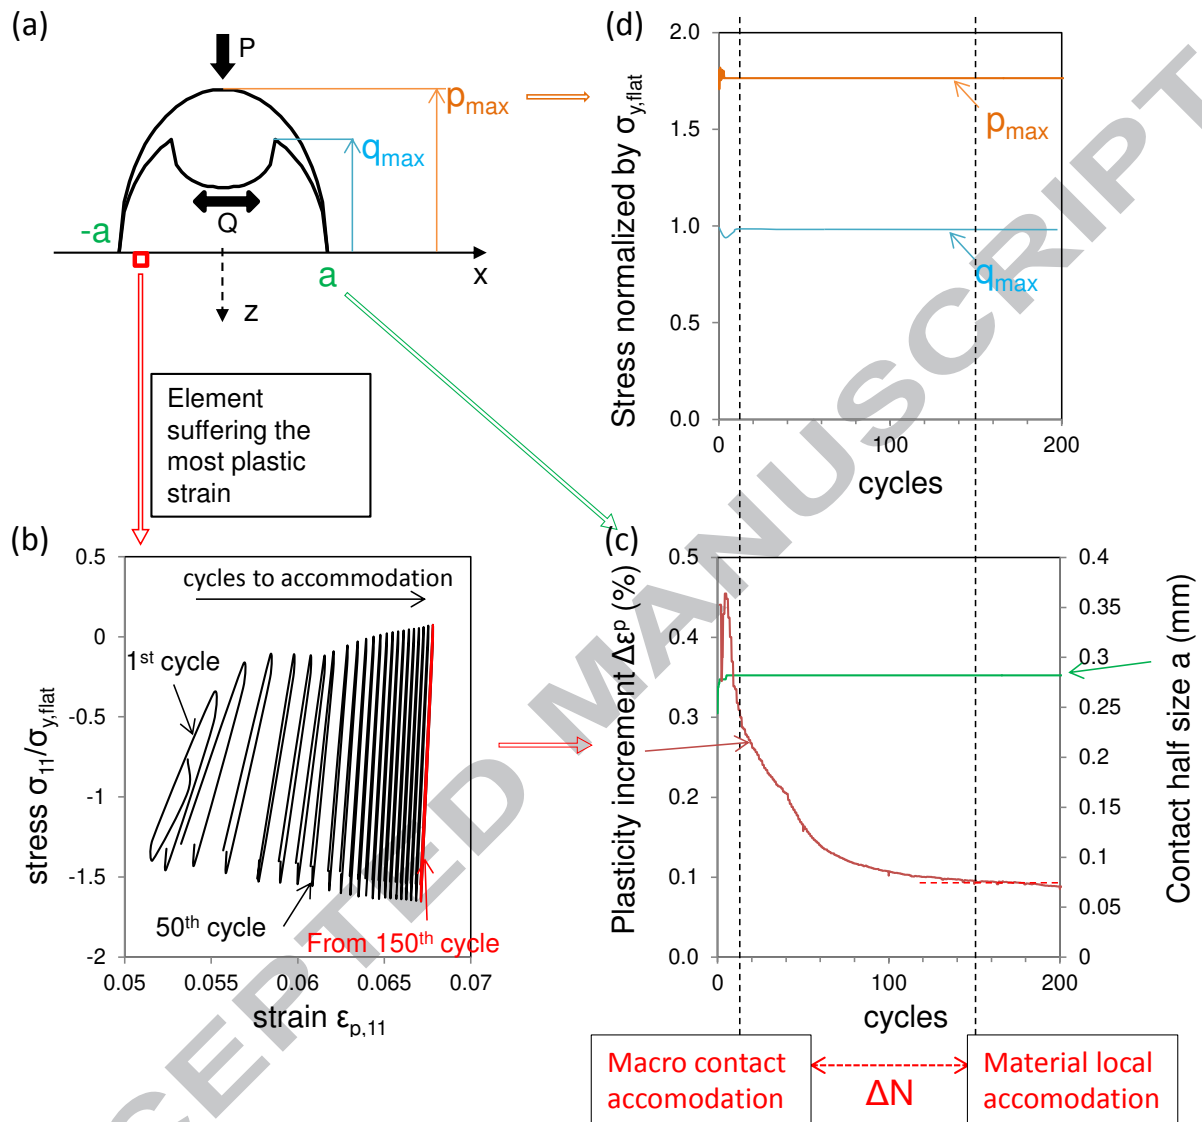 (a)
P
p max
q max
Q
-a
a
x
z
Element
suffering the
most plastic
strain
(d)
Stress normalized by σy,flat
2.0
1.5
1.0
0.5
0.0
pmax
qmax
0
100
200
cycles
(b)
stress σ11/σy,flat
0.5
0
-0.5
-1
-1.5
-2
cycles to accommodation
1st cycle
50th cycle
From 150th cycle
0.05
0.055
0.06
0.065
0.07
strain εp,11
(c)
Plasticity increment Δεp (%)
0.5
0.4
0.3
0.2
0.1
0.0
0.4
0.35
0.3
0.25
0.2
0.15
0.1
0.05
0
Contact half size a (mm)
0
100
200
cycles
Macro contact
accomodation
ΔN
Material local
accomodation
CEPTED MANUSCRIPT